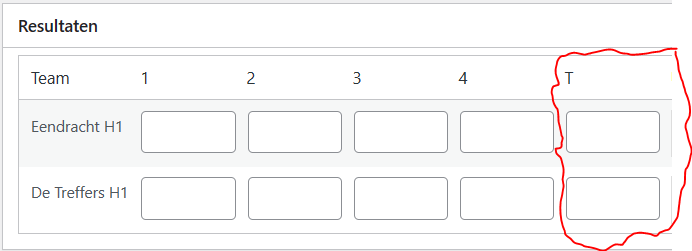 Resultaten
Team 1 2 3 4 T
Eendracht H1
De Treffers H1